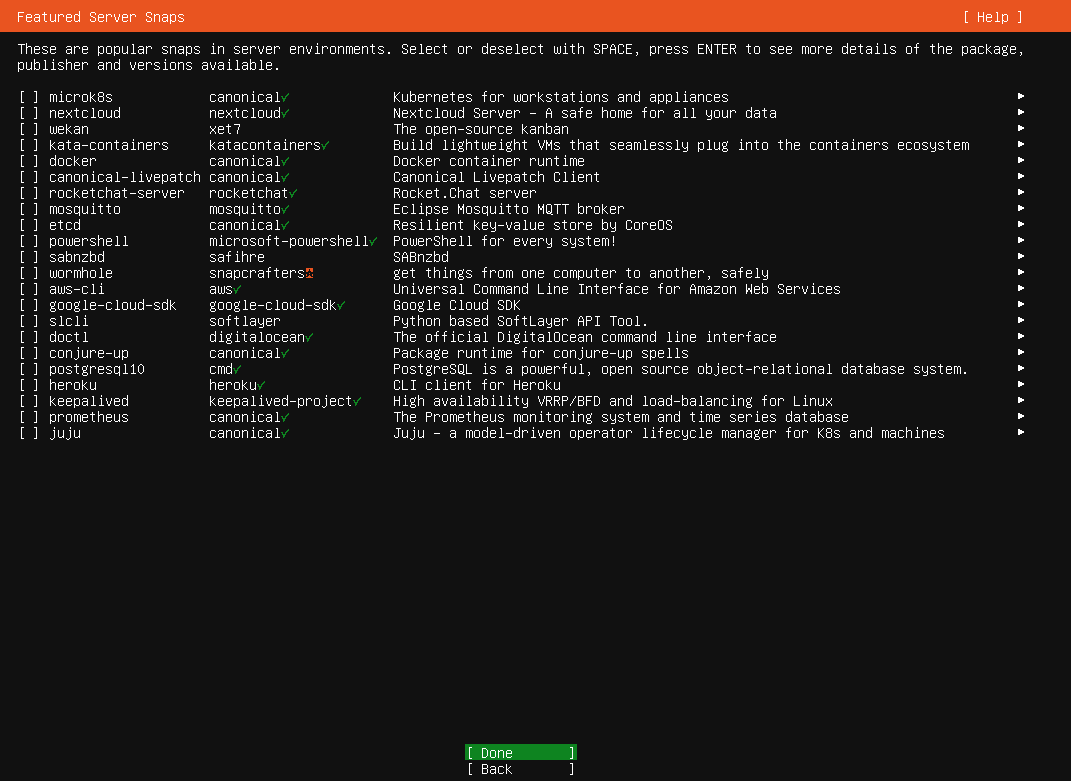 Featured Server Snaps [ Help ]
These are popular snaps in server environments. Select or deselect with SPACE, press ENTER to see more details of the package,
publisher and versions available.
[ ] microk8s canonical✓ Kubernetes for workstations and appliances ▸
[ ] nextcloud nextcloud✓ Nextcloud Server - A safe home for all your data ▸
[ ] wekan xet7 The open-source kanban ▸
[ ] kata-containers katacontainers✓ Build lightweight VMs that seamlessly plug into the containers ecosystem ▸
[ ] docker canonical✓ Docker container runtime ▸
[ ] canonical-livepatch canonical✓ Canonical Livepatch Client ▸
[ ] rocketchat-server rocketchat✓ Rocket.Chat server ▸
[ ] mosquitto mosquitto✓ Eclipse Mosquitto MQTT broker ▸
[ ] etcd canonical✓ Resilient key-value store by CoreOS ▸
[ ] powershell microsoft-powershell✓ PowerShell for every system! ▸
[ ] sabnzbd safihre SABnzbd ▸
[ ] wormhole snapcrafters✪ get things from one computer to another, safely ▸
[ ] aws-cli aws✓ Universal Command Line Interface for Amazon Web Services ▸
[ ] google-cloud-sdk google-cloud-sdk✓ Google Cloud SDK ▸
[ ] slcli softlayer Python based SoftLayer API Tool. ▸
[ ] doctl digitalocean✓ The official DigitalOcean command line interface ▸
[ ] conjure-up canonical✓ Package runtime for conjure-up spells ▸
[ ] postgresql10 cmd✓ PostgreSQL is a powerful, open source object-relational database system. ▸
[ ] heroku heroku✓ CLI client for Heroku ▸
[ ] keepalived keepalived-project✓ High availability VRRP/BFD and load-balancing for Linux ▸
[ ] prometheus canonical✓ The Prometheus monitoring system and time series database ▸
[ ] juju canonical✓ Juju - a model-driven operator lifecycle manager for K8s and machines ▸
[ Done ]
[ Back ]